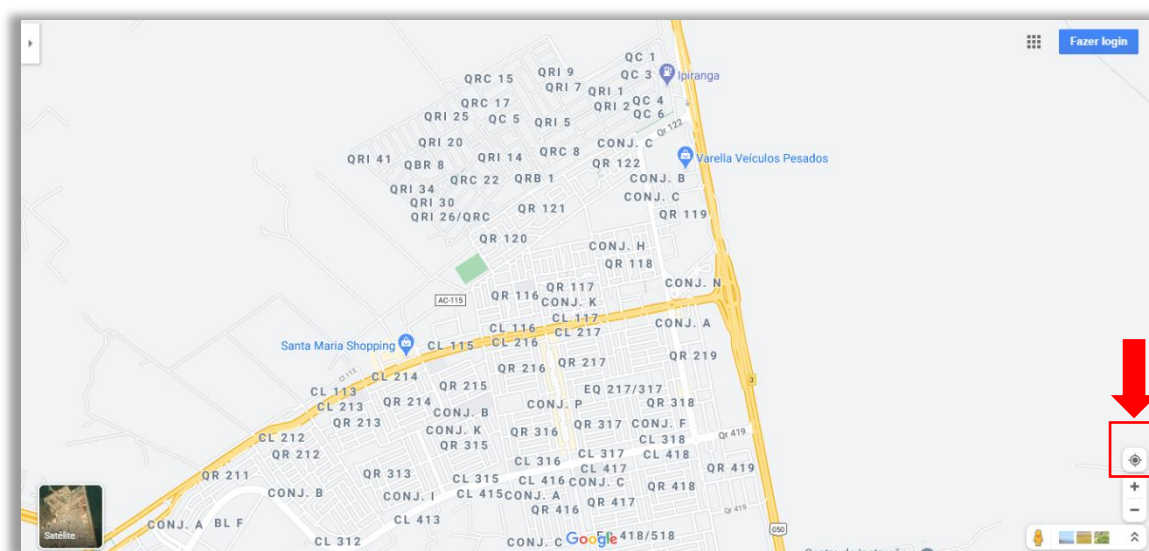 Fazer login
QC 1
QRI 9
QC 3
Ipiranga
QRC 15
QRI 7
QRI 1
QRC 17
QRI 2
QC 4
QRI 25
QC 5
QRI 5
QC 6
Qr 122
QRI 20
CONJ. C
QRI 41
QBR 8
QRI 14
QRC 8
QR 122
Varella Veículos Pesados
QRI 34
QRC 22
QRB 1
CONJ. B
QRI 30
CONJ. C
QRI 26/QRC
QR 121
QR 119
QR 120
CONJ. H
QR 118
QR 117
CONJ. N
AC-115
QR 116
CONJ. K
CL 117
CL 116
CL 217
CONJ. A
Santa Maria Shopping
CL 115
CL 216
QR 219
QR 217
QR 216
Cl 113
CL 214
CL 113
QR 215
EQ 217/317
3
CL 213
QR 214
CONJ. P
QR 318
QR 213
CONJ. B
CONJ. K
QR 316
QR 317
CONJ. F
Qr 419
CL 212
QR 315
CL 318
QR 212
CL 316
CL 317
CL 418
QR 211
QR 313
CL 315
CL 417
QR 419
CL 416
CONJ. C
QR 418
CONJ. B
CONJ. I
CL 415
CONJ. A
QR 417
QR 416
Qr 419
CONJ. A
BL F
CL 413
050
Satélite
CL 312
CONJ. C
Google
418/518